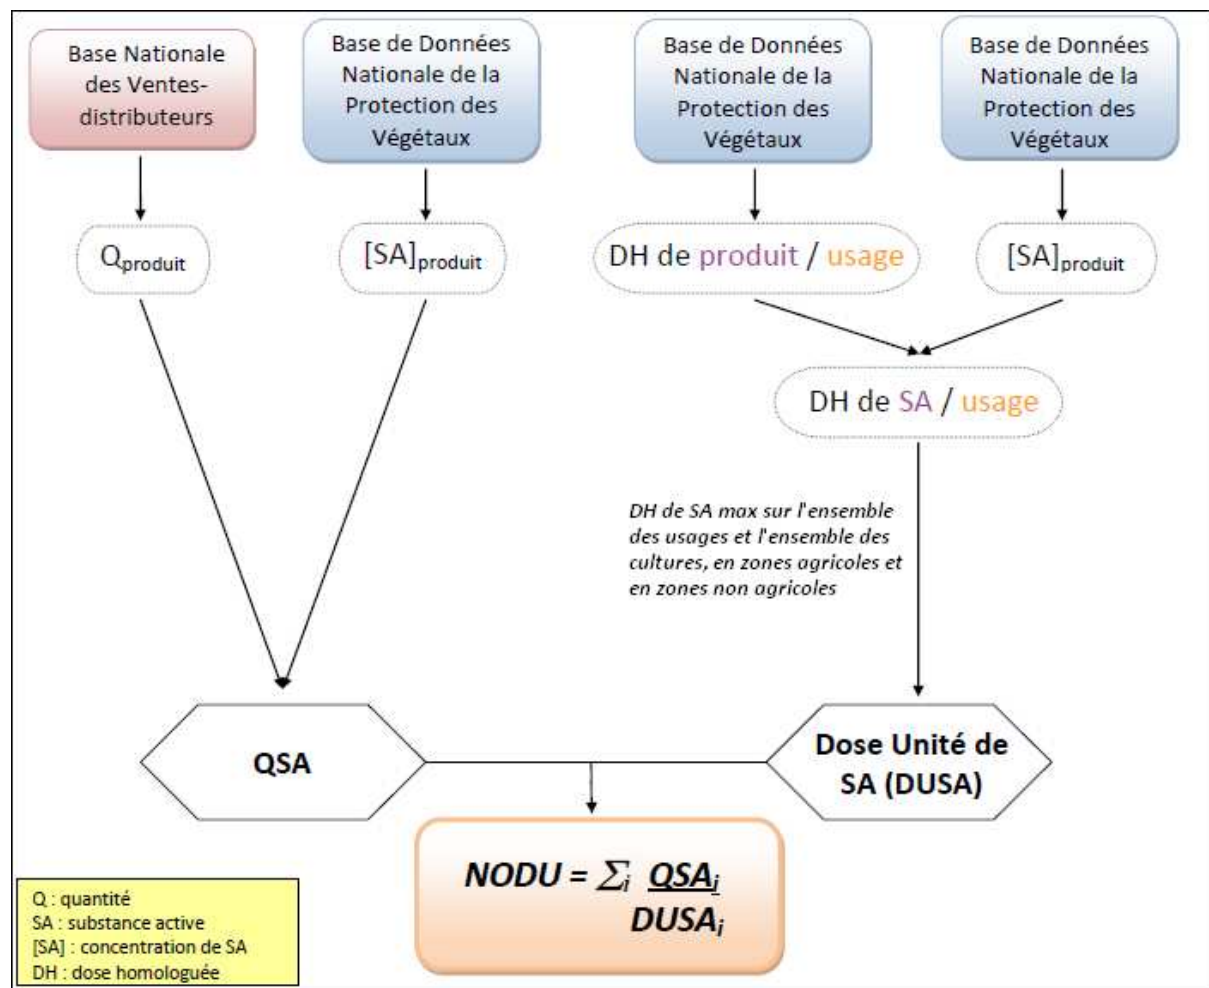 Base Nationale
des Ventes-
distributeurs
Base de Données
Nationale de la
Protection des
Végétaux
Base de Données
Nationale de la
Protection des
Végétaux
Base de Données
Nationale de la
Protection des
Végétaux
Qproduit
[SA]produit
DH de produit / usage
[SA]produit
DH de SA / usage
DH de SA max sur l'ensemble
des usages et l'ensemble des
cultures, en zones agricoles et
en zones non agricoles
QSA
Dose Unité de
SA (DUSA)
NODU = Σi QSAi
DUSAi
Q : quantité
SA : substance active
[SA] : concentration de SA
DH : dose homologuée